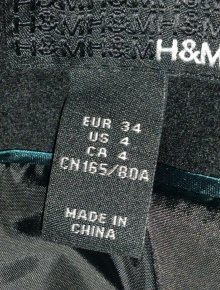 H&M H&M H&M
H&M
EUR 34
US 4
CA 4
CN165/80A
MADE IN
CHINA